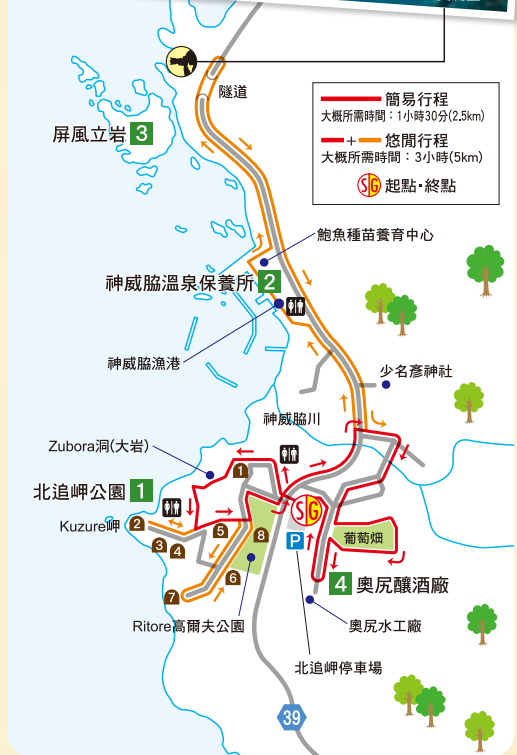 隧道
屏風立岩 3
簡易行程
大概所需時間：1小時30分(2.5km)
＋ 悠閒行程
大概所需時間：3小時(5km)
SG 起點・終點
鮑魚種苗養育中心
神威脇溫泉保養所 2
神威脇漁港
少名彥神社
神威脇川
Zubora洞(大岩)
北追岬公園 1
Kuzure岬
1
2
3
4
5
6
7
8
SG
P
葡萄畑
4 奧尻釀酒廠
Ritore高爾夫公園
奧尻水工廠
北追岬停車場
39